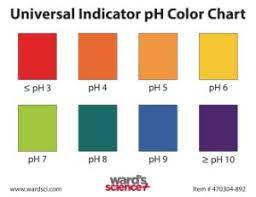 Universal Indicator pH Color Chart
≤ pH 3 pH 4 pH 5 pH 6
pH 7 pH 8 pH 9 ≥ pH 10
www.wardsci.com ward's science+ Item # 470304-892